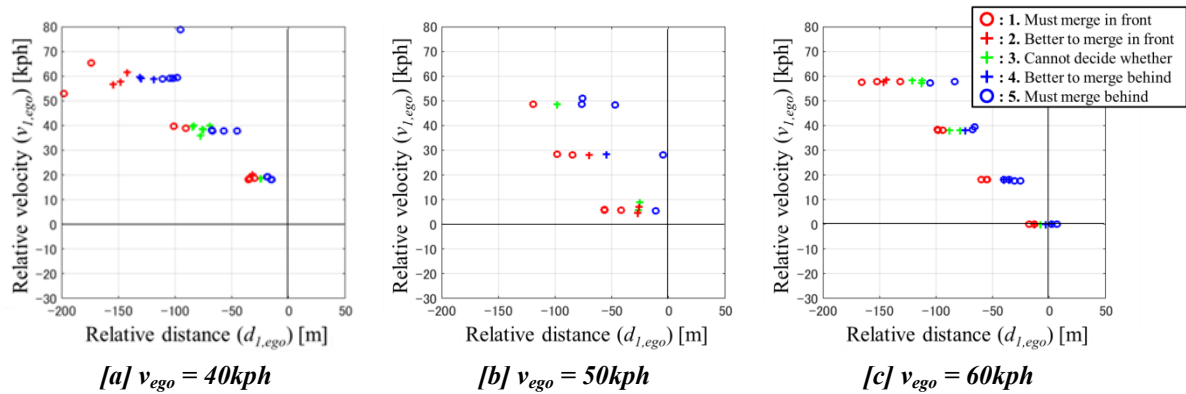 : 1. Must merge in front
: 2. Better to merge in front
: 3. Cannot decide whether
: 4. Better to merge behind
: 5. Must merge behind
Relative velocity (v1,ego) [kph]
80
70
60
50
40
30
20
10
0
−10
−20
−30
−200 −150 −100 −50 0 50
Relative distance (d1,ego) [m]
[a] vego = 40kph
Relative velocity (v1,ego) [kph]
80
70
60
50
40
30
20
10
0
−10
−20
−30
−200 −150 −100 −50 0 50
Relative distance (d1,ego) [m]
[b] vego = 50kph
Relative velocity (v1,ego) [kph]
80
70
60
50
40
30
20
10
0
−10
−20
−30
−200 −150 −100 −50 0 50
Relative distance (d1,ego) [m]
[c] vego = 60kph